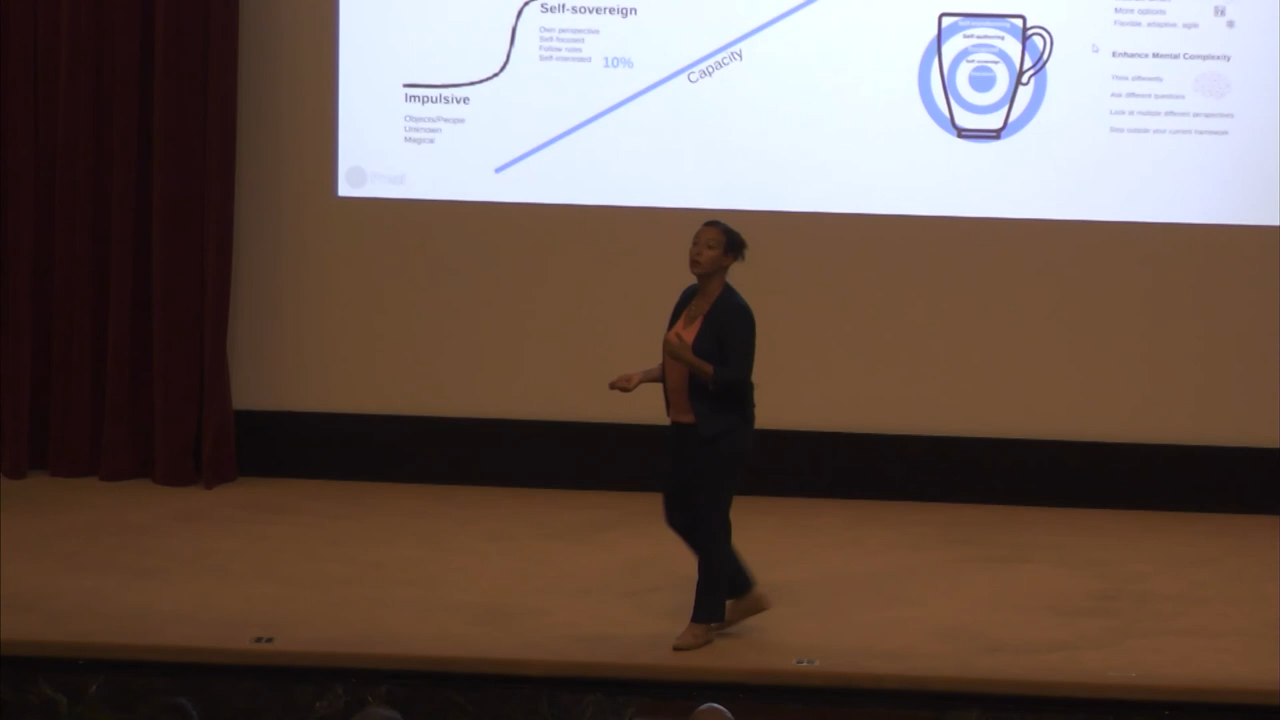 Self-sovereign
Own perspective
Self-focused
Follow rules
Self-interested
10%
Impulsive
Objects/People
Unknown
Magical
Capacity
Self-authoring
Socialized
Self-sovereign
More options
Flexible, adaptive, agile
Enhance Mental Complexity
Think differently
Ask different questions
Look at multiple different perspectives
Step outside your current framework